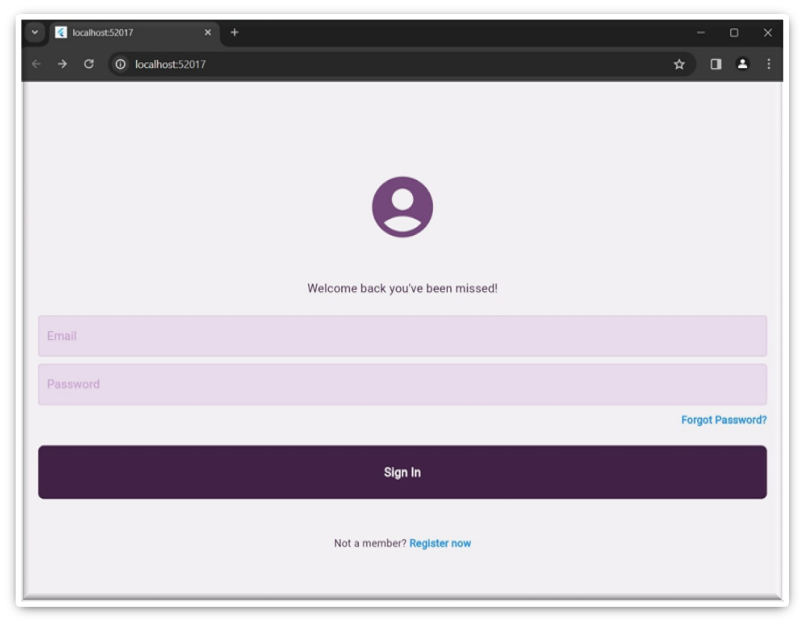 localhost:52017
localhost:52017
Welcome back you've been missed!
Email
Password
Forgot Password?
Sign In
Not a member? Register now